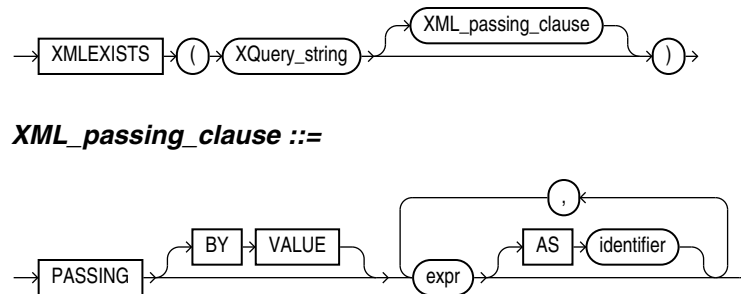 XML_passing_clause
XMLEXISTS ( XQuery_string )
XML_passing_clause ::=
,
BY VALUE AS identifier
PASSING expr